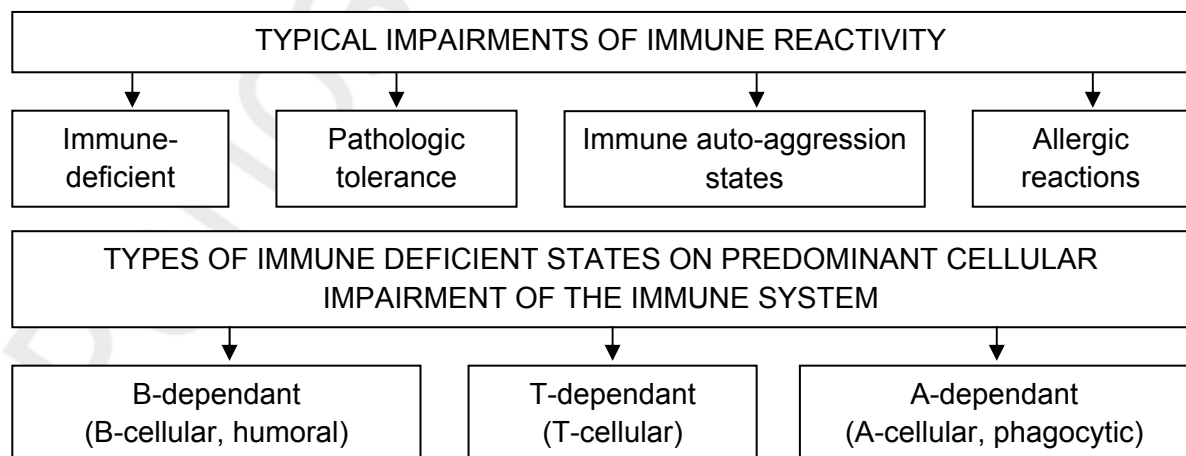 TYPICAL IMPAIRMENTS OF IMMUNE REACTIVITY
Immune-
deficient
Pathologic
tolerance
Immune auto-aggression
states
Allergic
reactions
TYPES OF IMMUNE DEFICIENT STATES ON PREDOMINANT CELLULAR
IMPAIRMENT OF THE IMMUNE SYSTEM
B-dependant
(B-cellular, humoral)
T-dependant
(T-cellular)
A-dependant
(A-cellular, phagocytic)